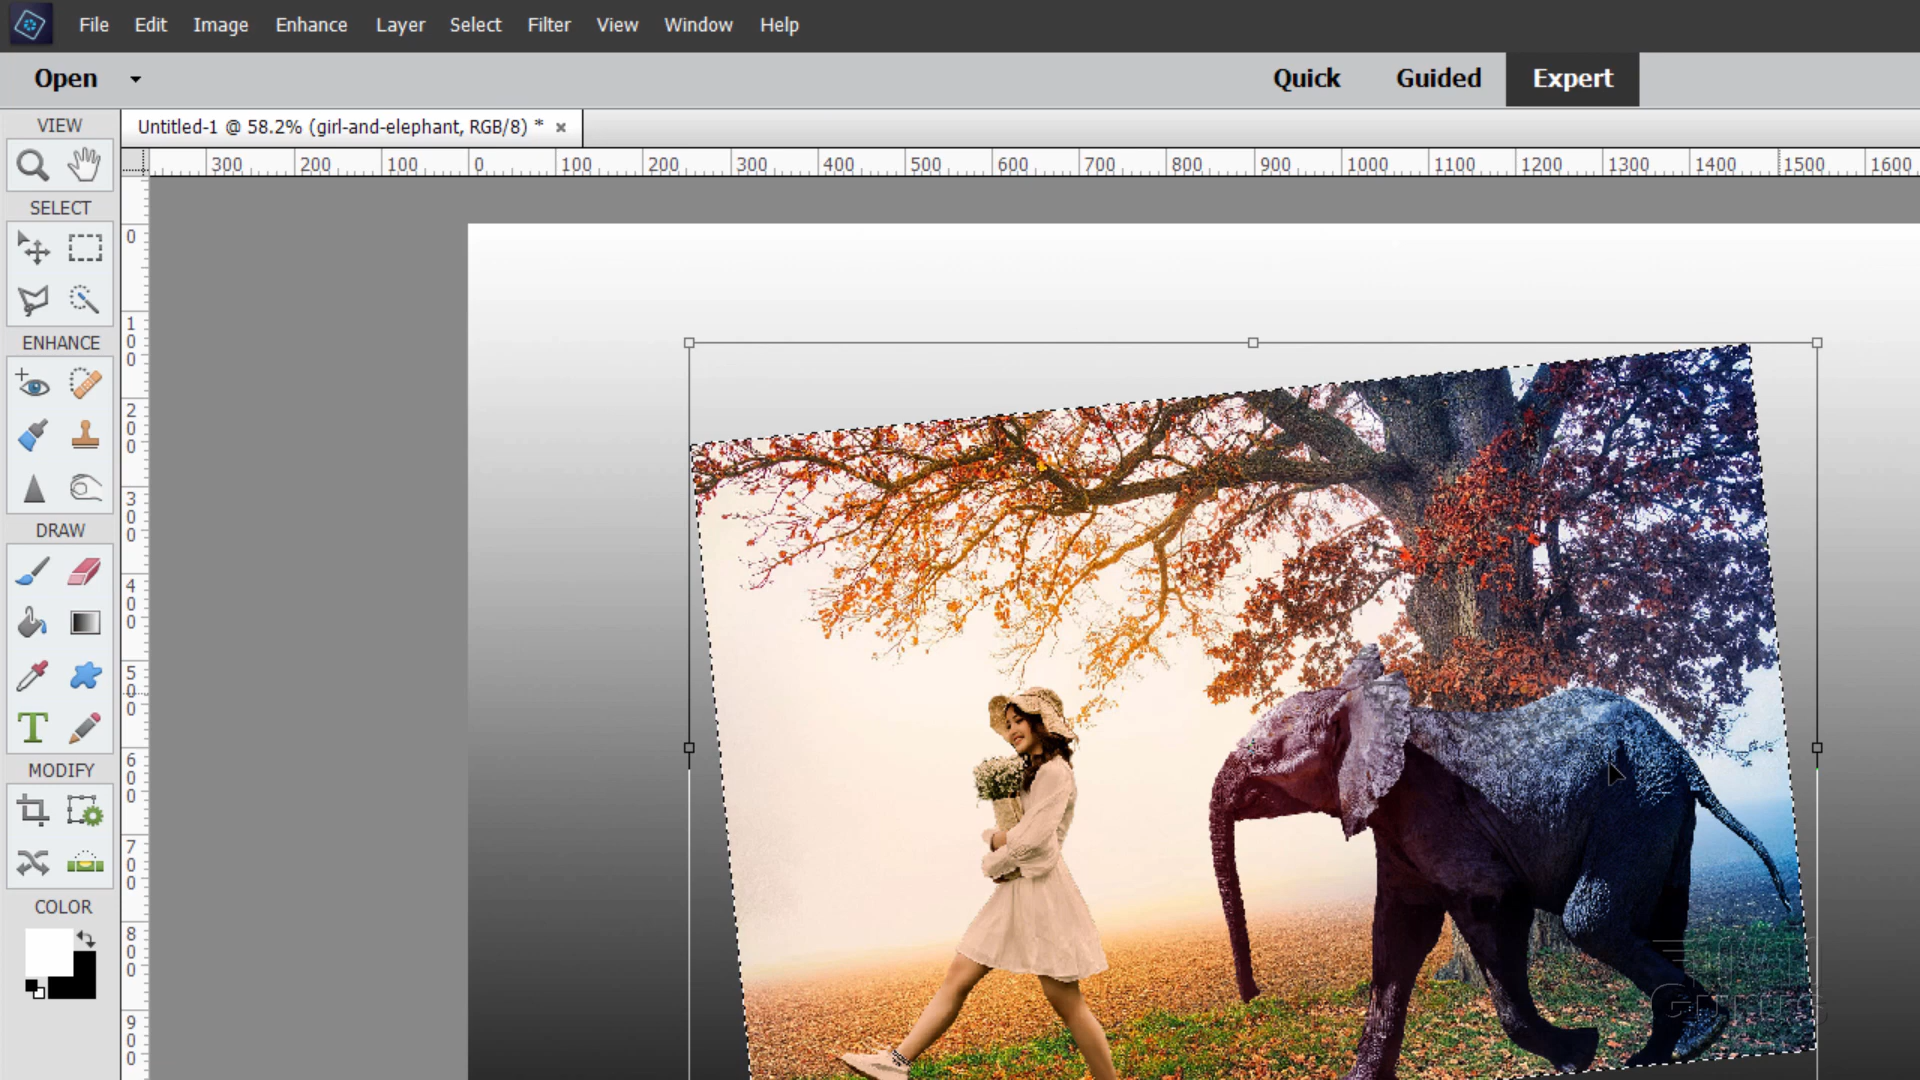 File Edit Image Enhance Layer Select Filter View Window Help
Open Quick Guided Expert
VIEW
Untitled-1 @ 58.2% (girl-and-elephant, RGB/8) * ×
300 200 100 0 100 200 300 400 500 600 700 800 900 1000 1100 1200 1300 1400 1500 1600
SELECT
0
ENHANCE
100
200
300
DRAW
400
500
600
MODIFY
700
800
COLOR
900
Gurus